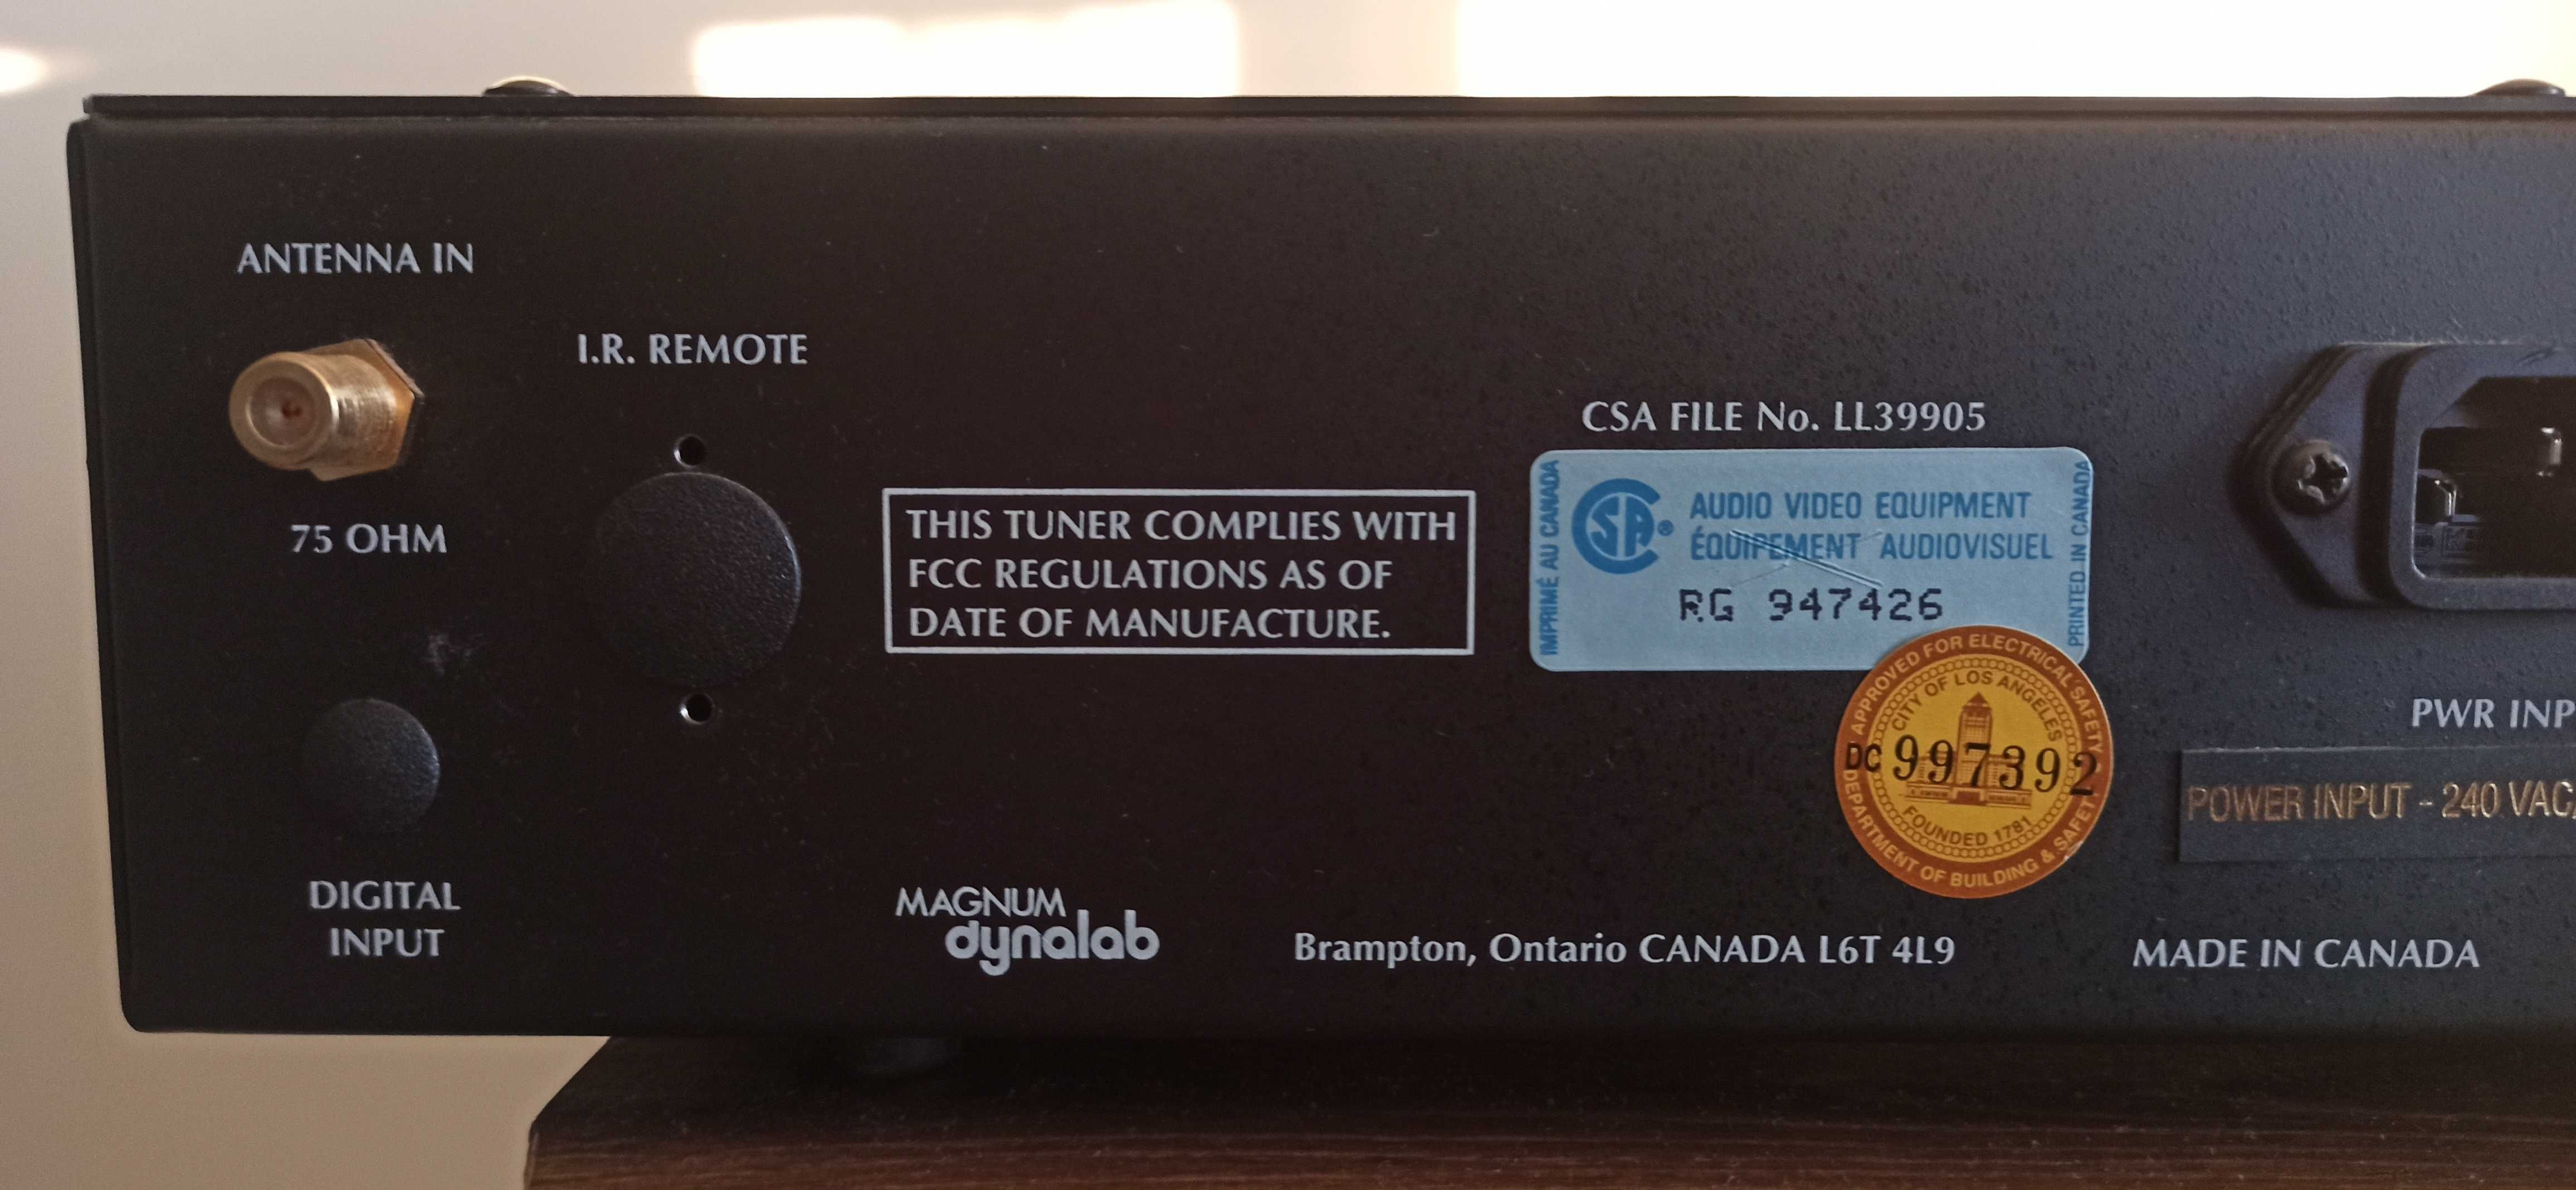 ANTENNA IN
75 OHM
I.R. REMOTE
DIGITAL
INPUT
THIS TUNER COMPLIES WITH
FCC REGULATIONS AS OF
DATE OF MANUFACTURE.
MAGNUM
dynalab
CSA FILE No. LL39905
IMPRIMÉ AU CANADA
CSA®
AUDIO VIDEO EQUIPMENT
ÉQUIPEMENT AUDIOVISUEL
RG 947426
PRINTED IN CANADA
APPROVED FOR ELECTRICAL SAFETY
CITY OF LOS ANGELES
DC 997392
FOUNDED 1781
DEPARTMENT OF BUILDING & SAFETY
Brampton, Ontario CANADA L6T 4L9
PWR INP
POWER INPUT - 240 VAC
MADE IN CANADA